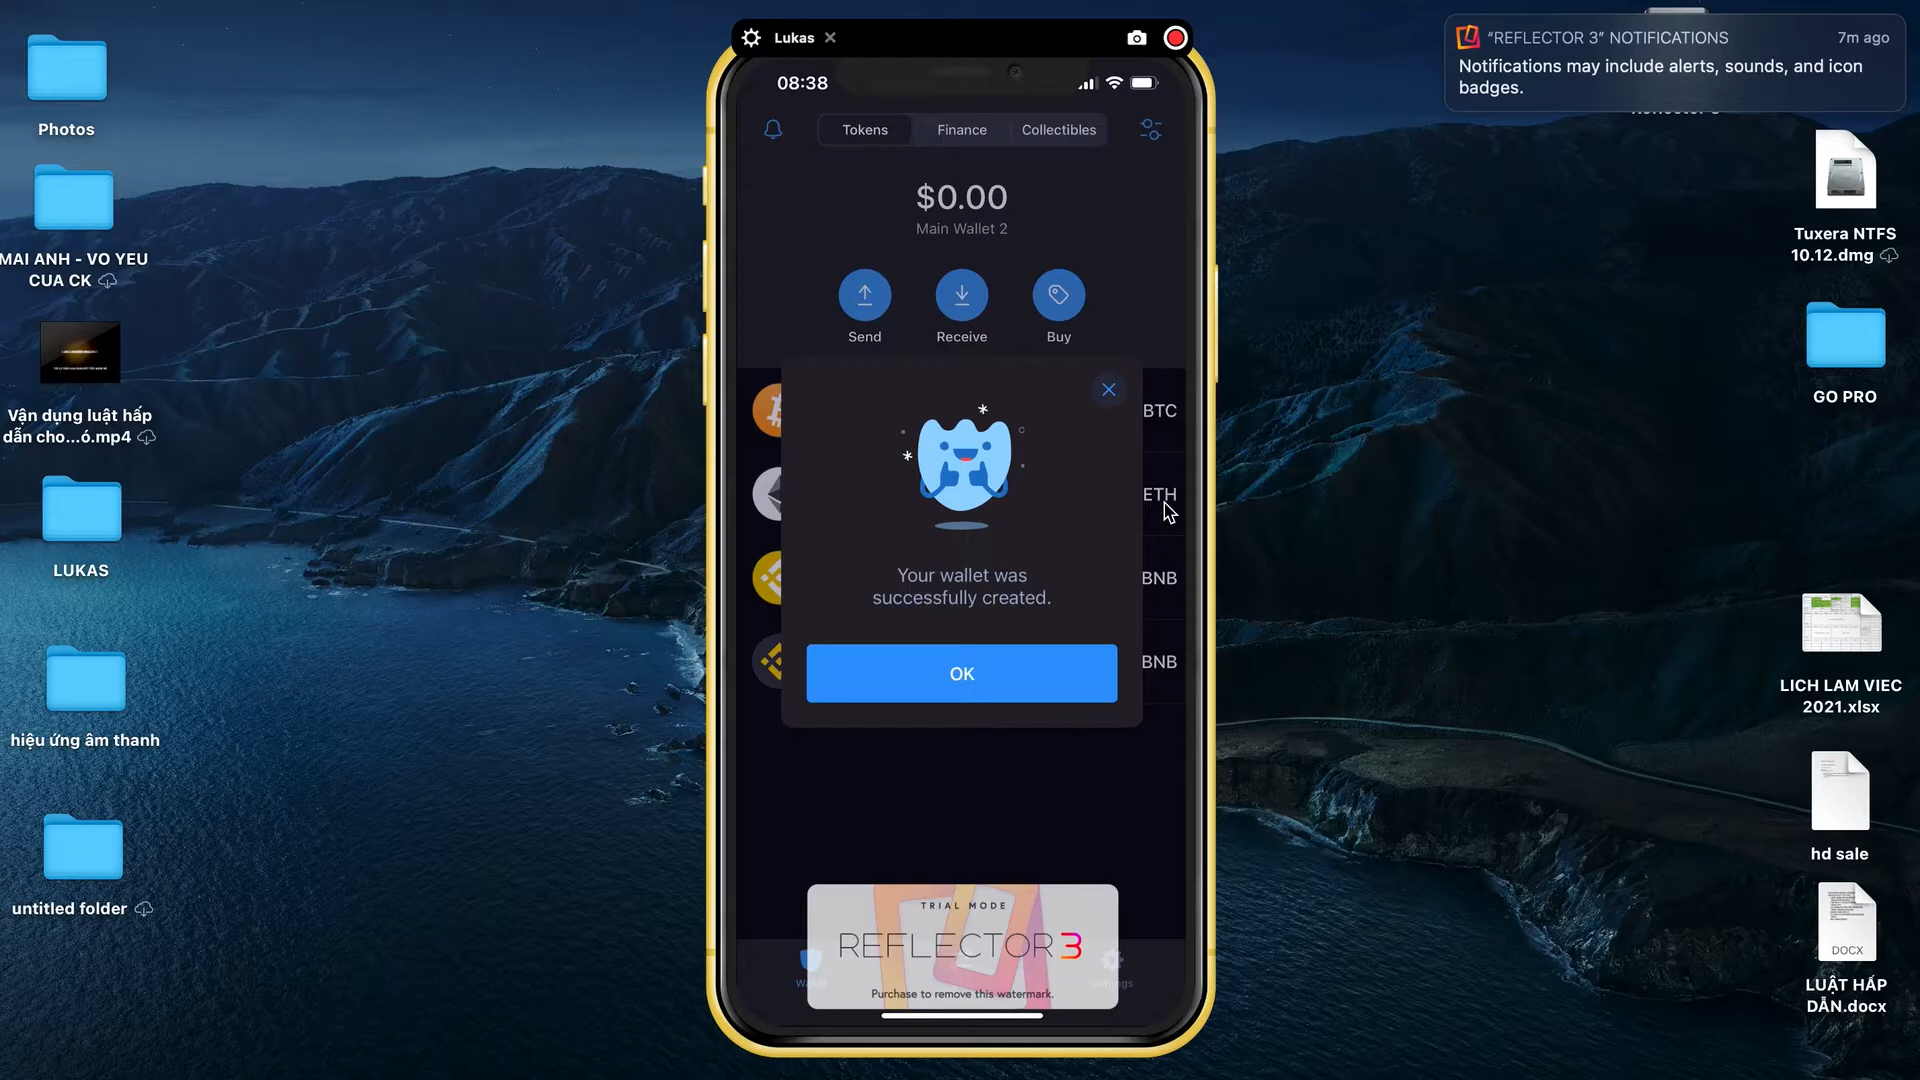 Photos
MAI ANH - VO YEU
CUA CK
Vận dụng luật hấp
dẫn cho...ó.mp4
LUKAS
hiệu ứng âm thanh
untitled folder
Lukas
08:38
Tokens
Finance
Collectibles
$0.00
Main Wallet 2
Send
Receive
Buy
BTC
ETH
BNB
BNB
Your wallet was
successfully created.
OK
TRIAL MODE
REFLECTOR 3
Purchase to remove this watermark.
"REFLECTOR 3" NOTIFICATIONS
7m ago
Notifications may include alerts, sounds, and icon
badges.
Tuxera NTFS
10.12.dmg
GO PRO
LICH LAM VIEC
2021.xlsx
hd sale
DOCX
LUẬT HẤP
DẪN.docx